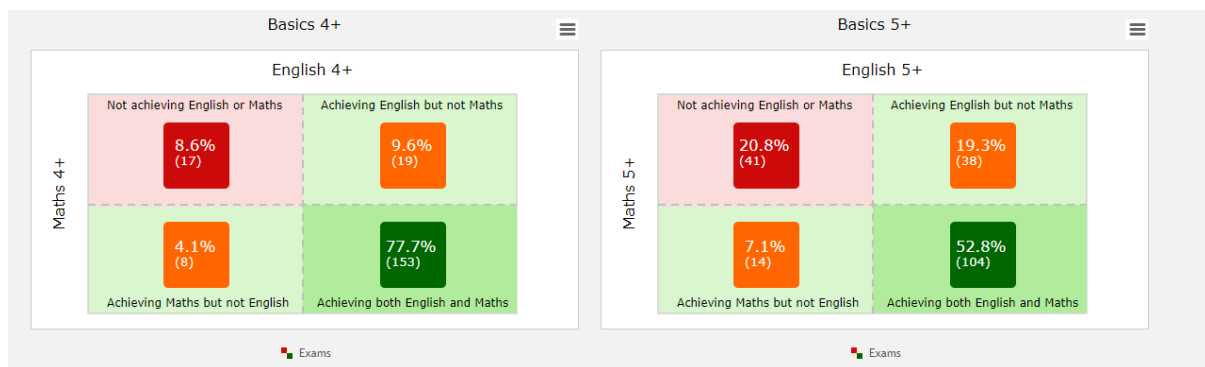 Basics 4+
English 4+
Maths 4+
Not achieving English or Maths
Achieving English but not Maths
8.6%
(17)
9.6%
(19)
4.1%
(8)
77.7%
(153)
Achieving Maths but not English
Achieving both English and Maths
Exams
Basics 5+
English 5+
Maths 5+
Not achieving English or Maths
Achieving English but not Maths
20.8%
(41)
19.3%
(38)
7.1%
(14)
52.8%
(104)
Achieving Maths but not English
Achieving both English and Maths
Exams